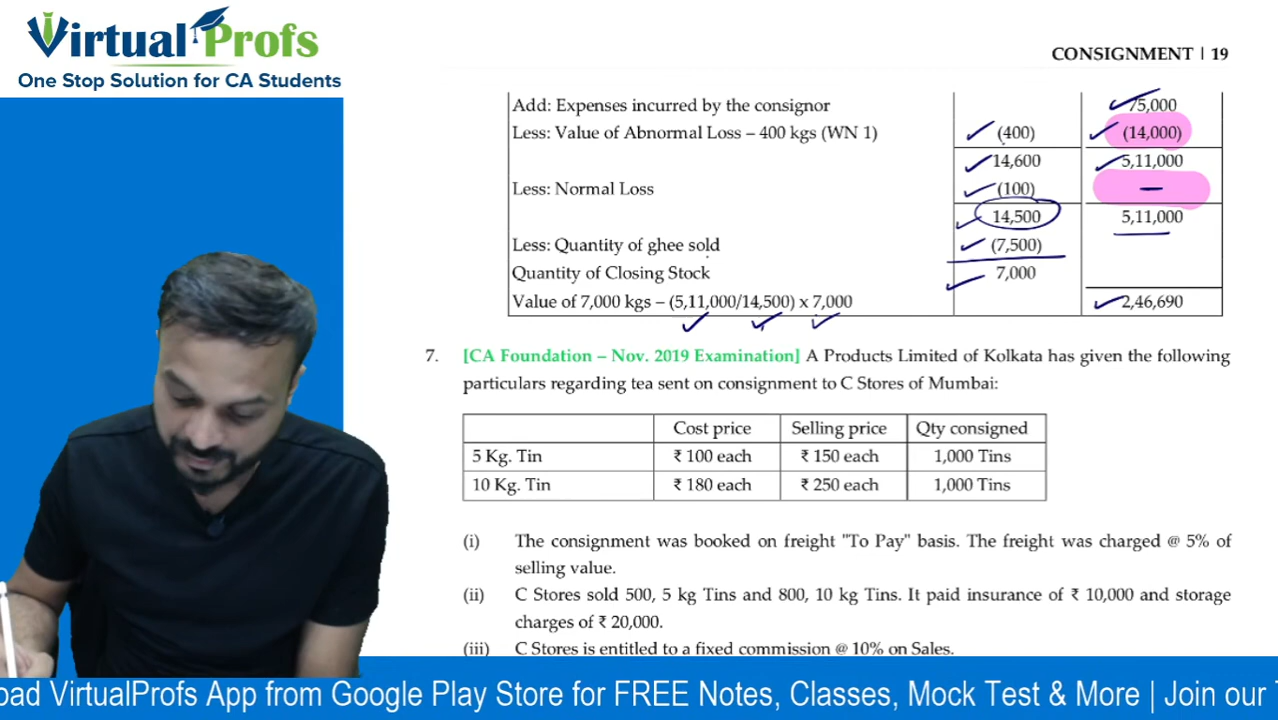 Virtual Profs
One Stop Solution for CA Students
CONSIGNMENT | 19
Add: Expenses incurred by the consignor 75,000
Less: Value of Abnormal Loss – 400 kgs (WN 1) (400) (14,000)
14,600 5,11,000
Less: Normal Loss (100) –
14,500 5,11,000
Less: Quantity of ghee sold (7,500)
Quantity of Closing Stock 7,000
Value of 7,000 kgs – (5,11,000/14,500) x 7,000 2,46,690
7. [CA Foundation – Nov. 2019 Examination] A Products Limited of Kolkata has given the following
particulars regarding tea sent on consignment to C Stores of Mumbai:
Cost price Selling price Qty consigned
5 Kg. Tin ₹ 100 each ₹ 150 each 1,000 Tins
10 Kg. Tin ₹ 180 each ₹ 250 each 1,000 Tins
(i) The consignment was booked on freight "To Pay" basis. The freight was charged @ 5% of
selling value.
(ii) C Stores sold 500, 5 kg Tins and 800, 10 kg Tins. It paid insurance of ₹ 10,000 and storage
charges of ₹ 20,000.
(iii) C Stores is entitled to a fixed commission @ 10% on Sales.
oad VirtualProfs App from Google Play Store for FREE Notes, Classes, Mock Test & More | Join our